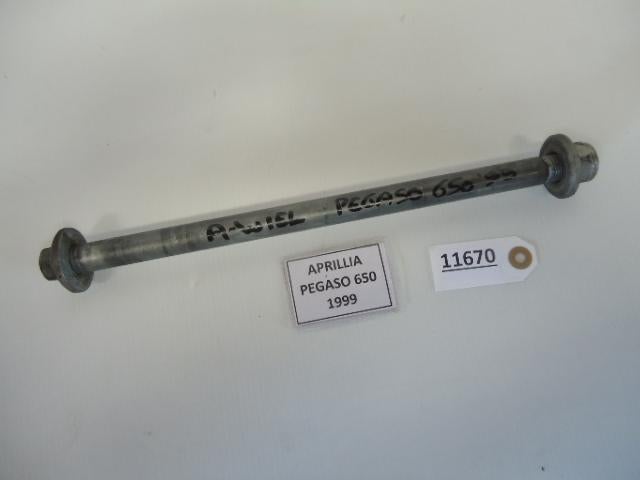 A-WIEL PEGASO 650 '99
APRILLIA
PEGASO 650
1999
11670